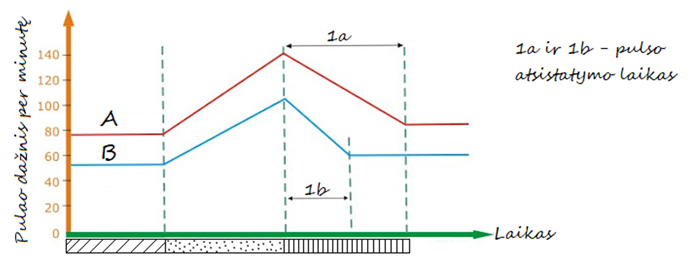 Pulao dažnis per minutę
140
120
100
80
60
40
20
0
A
B
1a
1b
Laikas
1a ir 1b - pulso
atsistatymo laikas